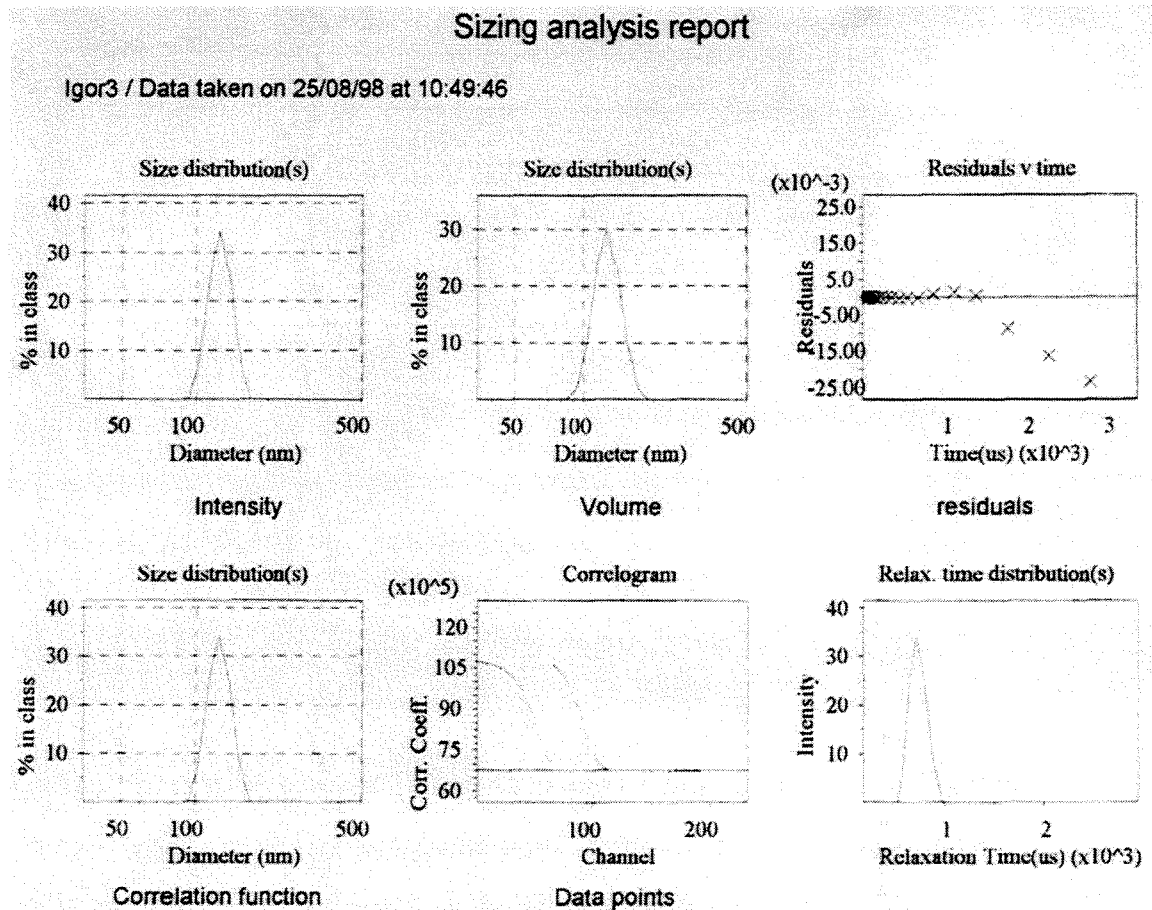 Sizing analysis report
Igor3 / Data taken on 25/08/98 at 10:49:46
Size distribution(s)
% in class
40
30
20
10
50 100 500
Diameter (nm)
Intensity
Size distribution(s)
% in class
30
20
10
50 100 500
Diameter (nm)
Volume
(x10^-3)
Residuals v time
Residuals
25.0
15.0
5.0
-5.00
-15.00
-25.00
1 2 3
Time(us) (x10^3)
residuals
Size distribution(s)
% in class
40
30
20
10
50 100 500
Diameter (nm)
Correlation function
(x10^5)
Correlogram
Corr. Coeff.
120
105
90
75
60
100 200
Channel
Data points
Relax. time distribution(s)
Intensity
40
30
20
10
1 2
Relaxation Time(us) (x10^3)